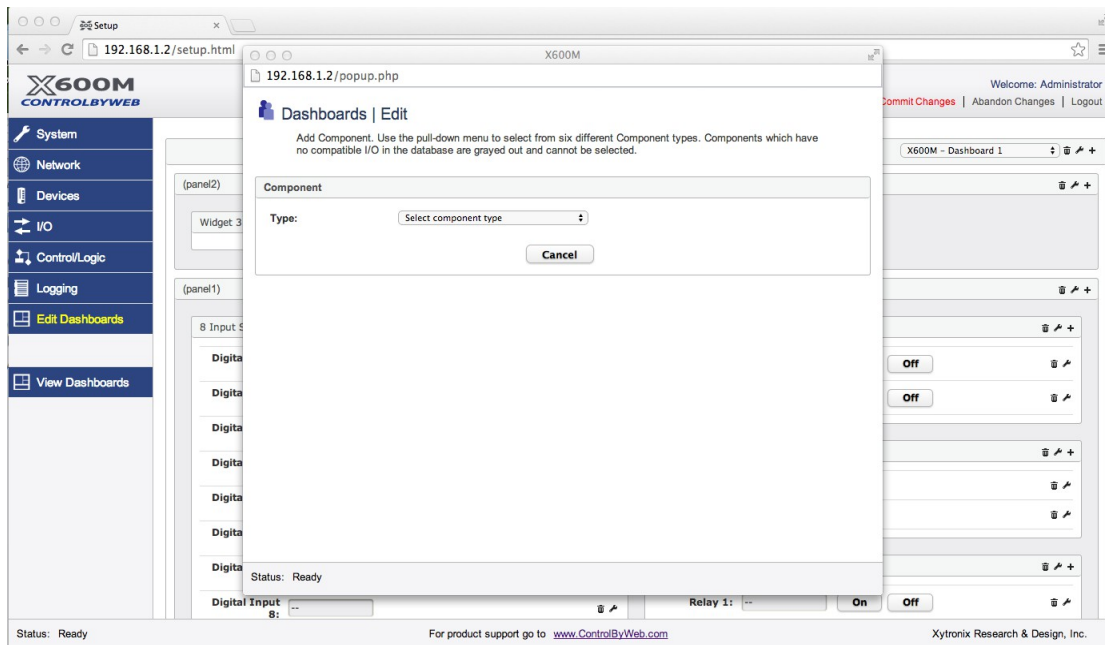 Setup
192.168.1.2/setup.html
X600M
192.168.1.2/popup.php
X600M
CONTROLBYWEB
Welcome: Administrator
Commit Changes | Abandon Changes | Logout
Dashboards | Edit
Add Component. Use the pull-down menu to select from six different Component types. Components which have
no compatible I/O in the database are grayed out and cannot be selected.
System
Network
Devices
I/O
Control/Logic
Logging
Edit Dashboards
View Dashboards
X600M - Dashboard 1
(panel2)
Widget 3
Component
Type: Select component type
Cancel
(panel1)
8 Input S
Digita
Off
Digita
Off
Digita
Digita
Digita
Digita
Digita
Status: Ready
Digital Input
8: --
Relay 1: -- On Off
Status: Ready
For product support go to www.ControlByWeb.com
Xytronix Research & Design, Inc.